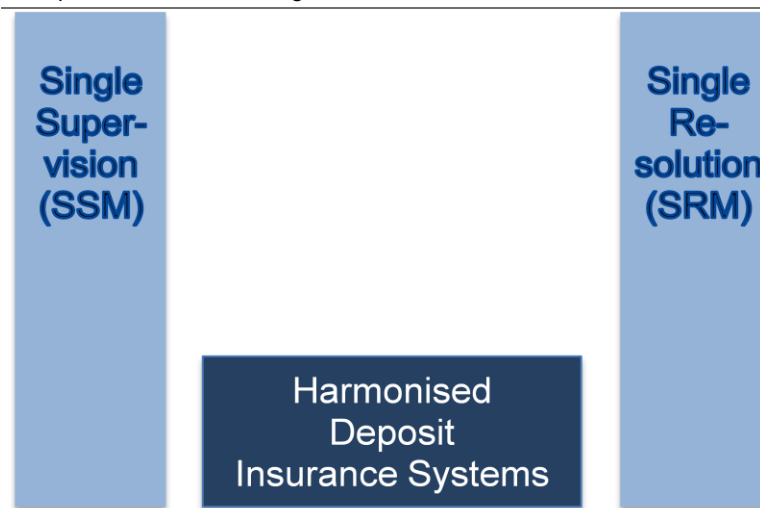 Single
Super-
vision
(SSM)
Single
Re-
solution
(SRM)
Harmonised
Deposit
Insurance Systems